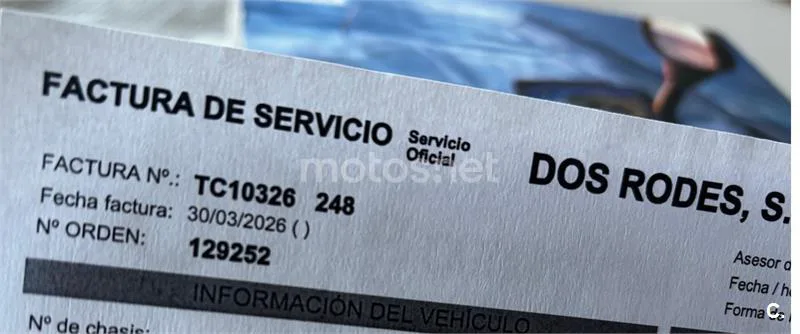 FACTURA DE SERVICIO Servicio
Oficial
DOS RODES, S.
motos.net
FACTURA Nº.: TC10326 248
Fecha factura: 30/03/2026 ( )
Nº ORDEN: 129252
INFORMACIÓN DEL VEHÍCULO
Nº de chasis:
Asesor d
Fecha / h
Forma